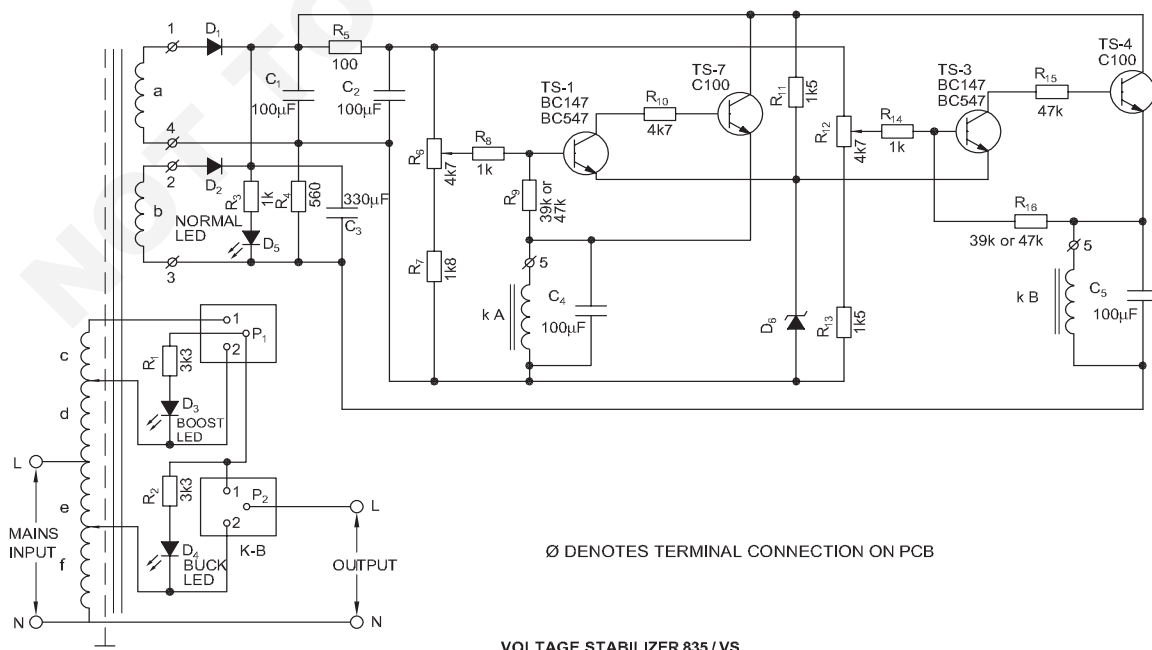 NOT TO
1
D1
a
4
2
D2
b
3
NORMAL
LED
R3
1k
D5
R4
560
330µF
C3
C1
100µF
R5
100
C2
100µF
R6
4k7
R7
1k8
R8
1k
R9
39k or
47k
TS-1
BC147
BC547
R10
4k7
TS-7
C100
R11
1k5
R12
4k7
R13
1k5
D6
R14
1k
TS-3
BC147
BC547
R15
47k
TS-4
C100
R16
39k or 47k
5
k A
C4
100µF
5
k B
C5
100µF
c
d
e
f
R1
3k3
D3
BOOST
LED
1
P1
2
R2
3k3
D4
BUCK
LED
1
P2
2
K-B
L
MAINS
INPUT
N
L
OUTPUT
N
Ø DENOTES TERMINAL CONNECTION ON PCB
VOLTAGE STABILIZER 835 / VS